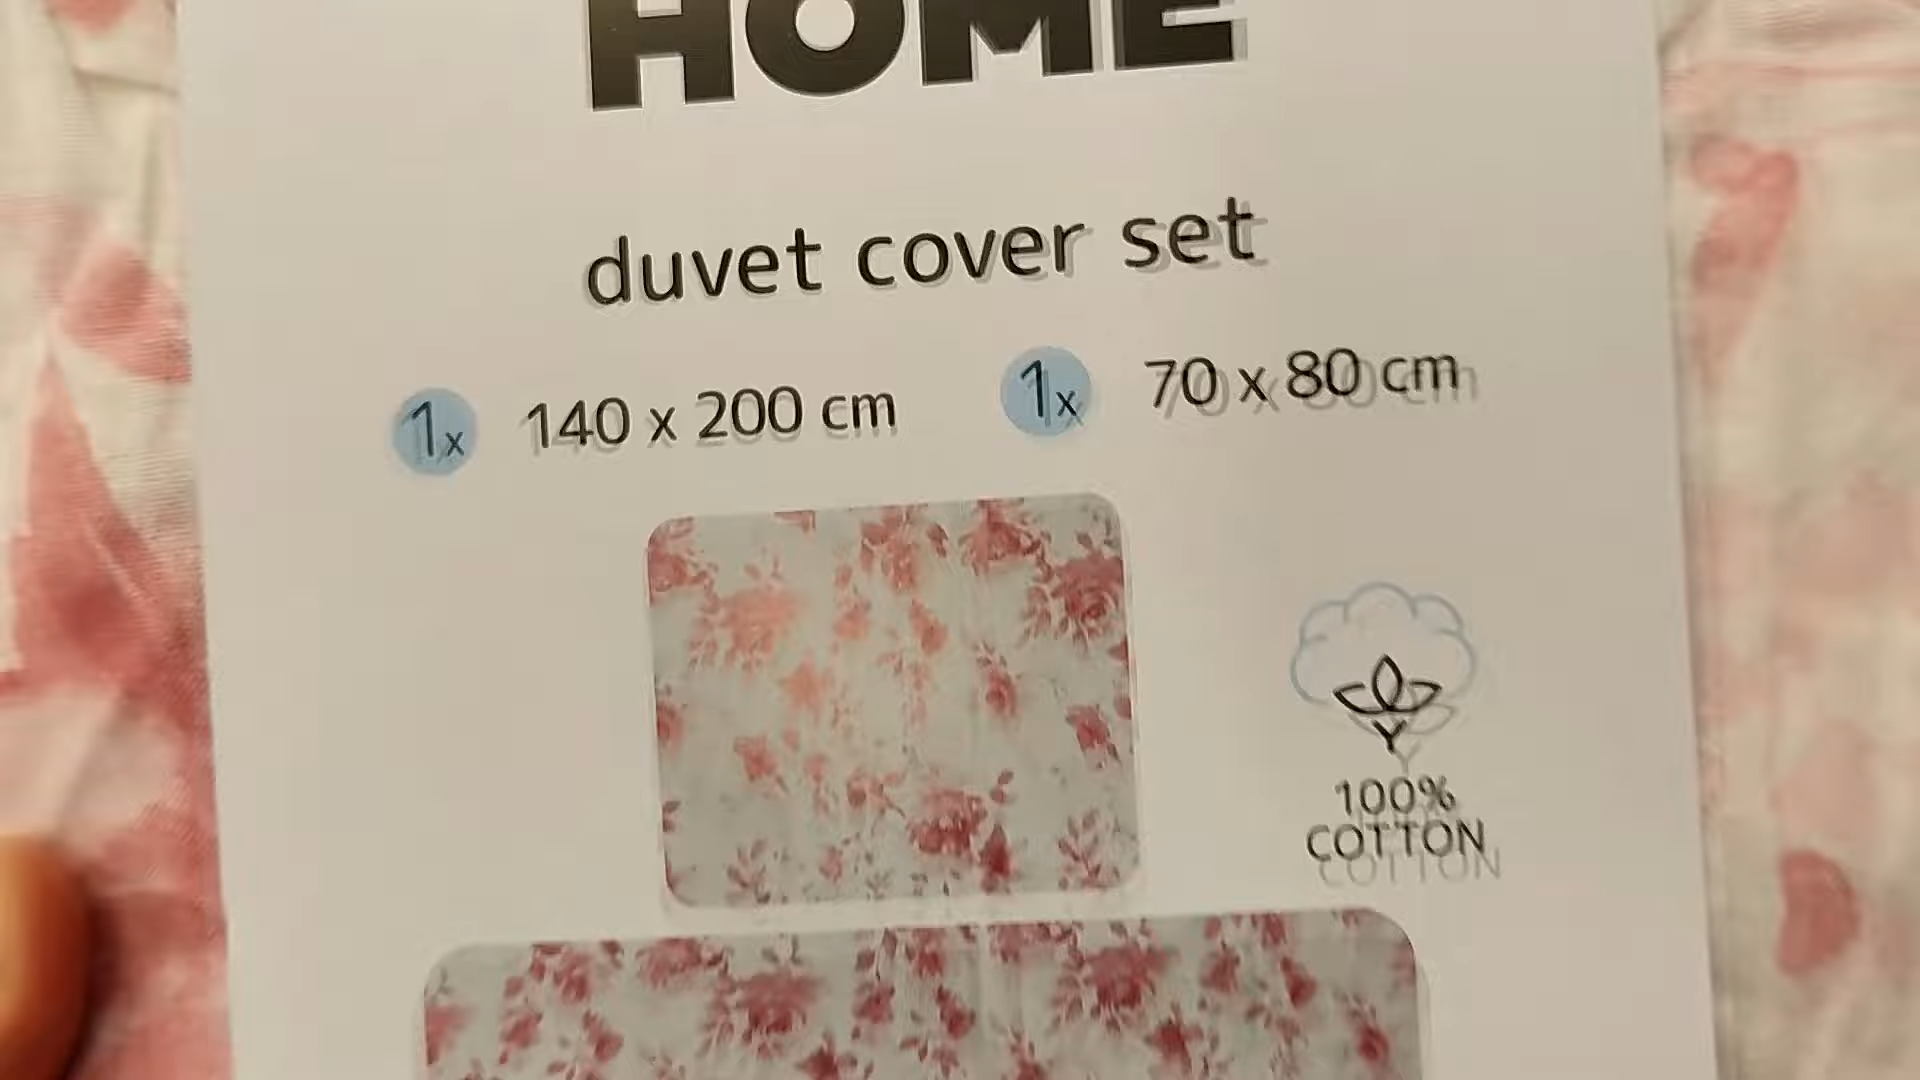 HOME
duvet cover set
1x 140 x 200 cm 1x 70 x 80 cm
100%
COTTON